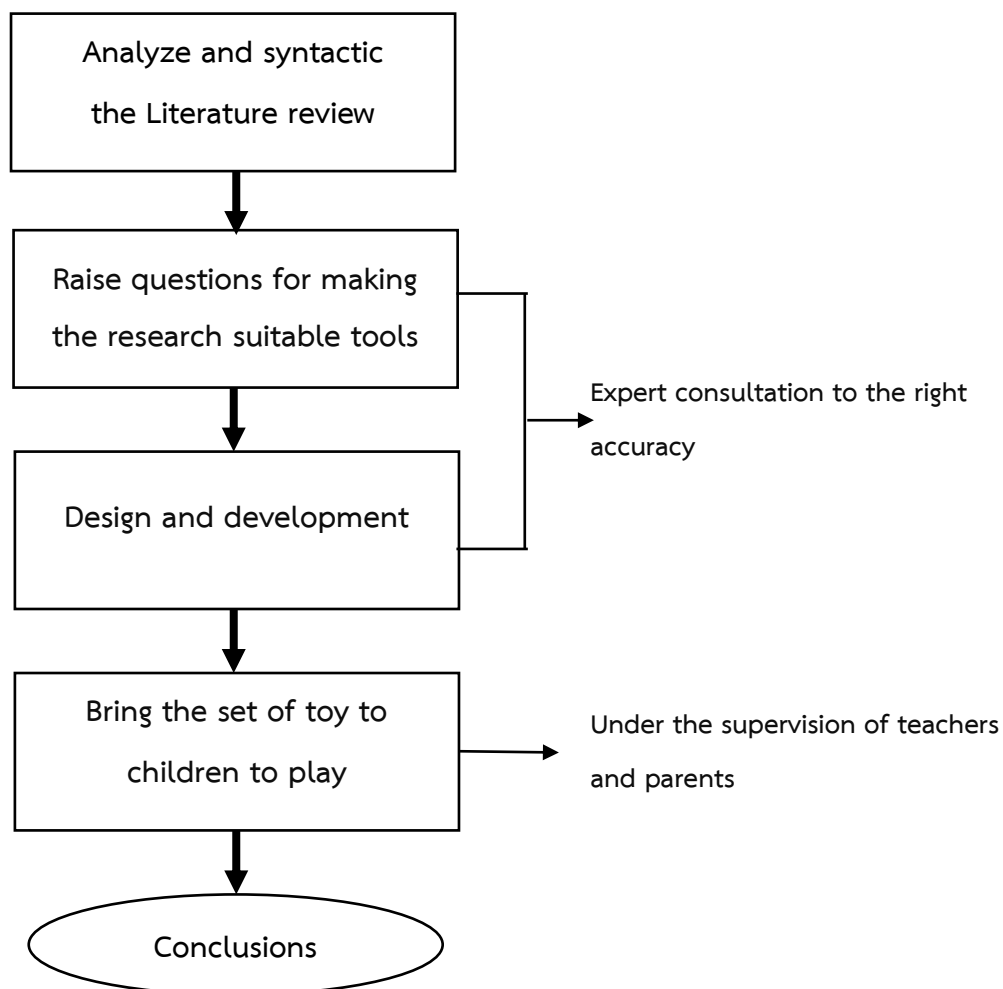 Analyze and syntactic
the Literature review
Raise questions for making
the research suitable tools
Expert consultation to the right
accuracy
Design and development
Bring the set of toy to
children to play
Under the supervision of teachers
and parents
Conclusions